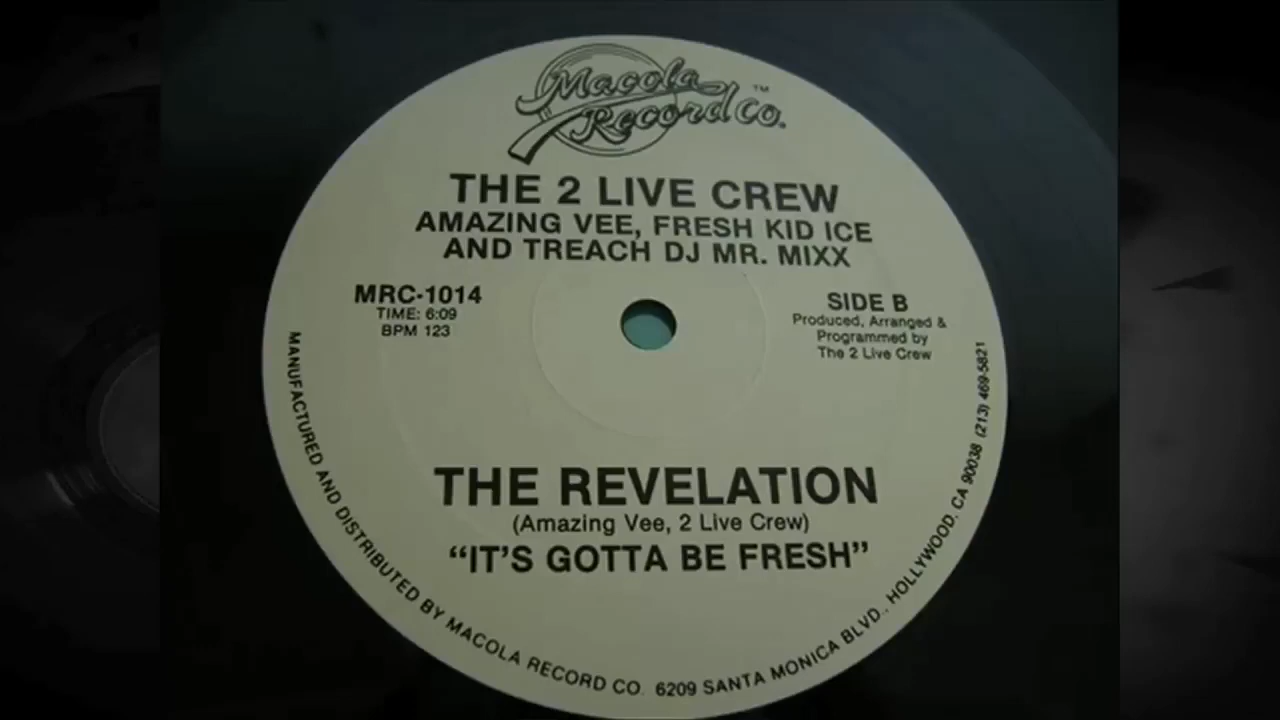 Macola
Record Co.™
THE 2 LIVE CREW
AMAZING VEE, FRESH KID ICE
AND TREACH DJ MR. MIXX
MRC-1014
TIME: 6:09
BPM 123
SIDE B
Produced, Arranged &
Programmed by
The 2 Live Crew
THE REVELATION
(Amazing Vee, 2 Live Crew)
“IT’S GOTTA BE FRESH”
MANUFACTURED AND DISTRIBUTED BY MACOLA RECORD CO. 6209 SANTA MONICA BLVD., HOLLYWOOD, CA 90038 (213) 469-5821